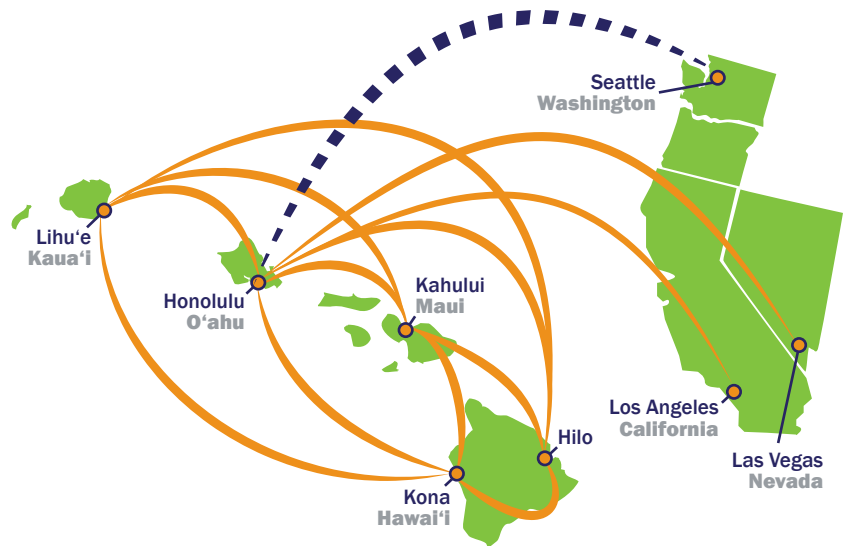 Seattle
Washington
Lihu‘e
Kaua‘i
Honolulu
O‘ahu
Kahului
Maui
Los Angeles
California
Hilo
Las Vegas
Nevada
Kona
Hawai‘i